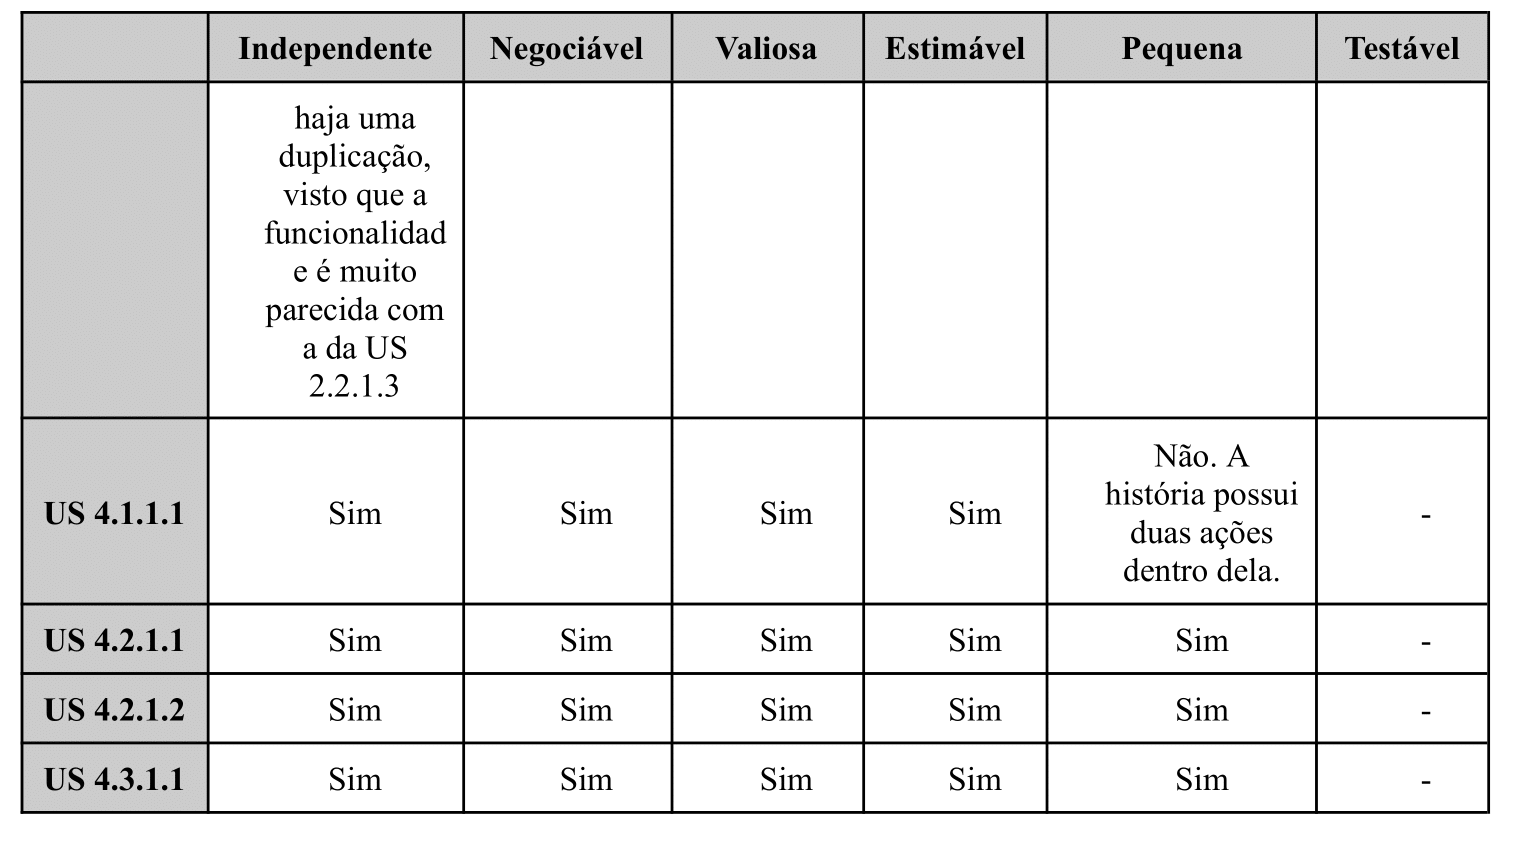 Independente Negociável Valiosa Estimável Pequena Testável
haja uma
duplicação,
visto que a
funcionalidad
e é muito
parecida com
a da US
2.2.1.3
US 4.1.1.1 Sim Sim Sim Sim Não. A
história possui
duas ações
dentro dela. -
US 4.2.1.1 Sim Sim Sim Sim Sim -
US 4.2.1.2 Sim Sim Sim Sim Sim -
US 4.3.1.1 Sim Sim Sim Sim Sim -